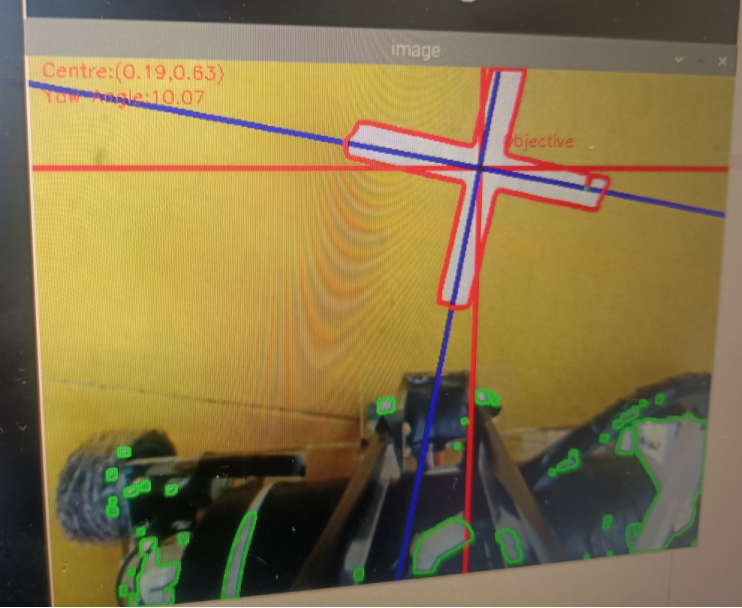 image
Centre:(0.19,0.63)
Yaw Angle:10.07
Objective